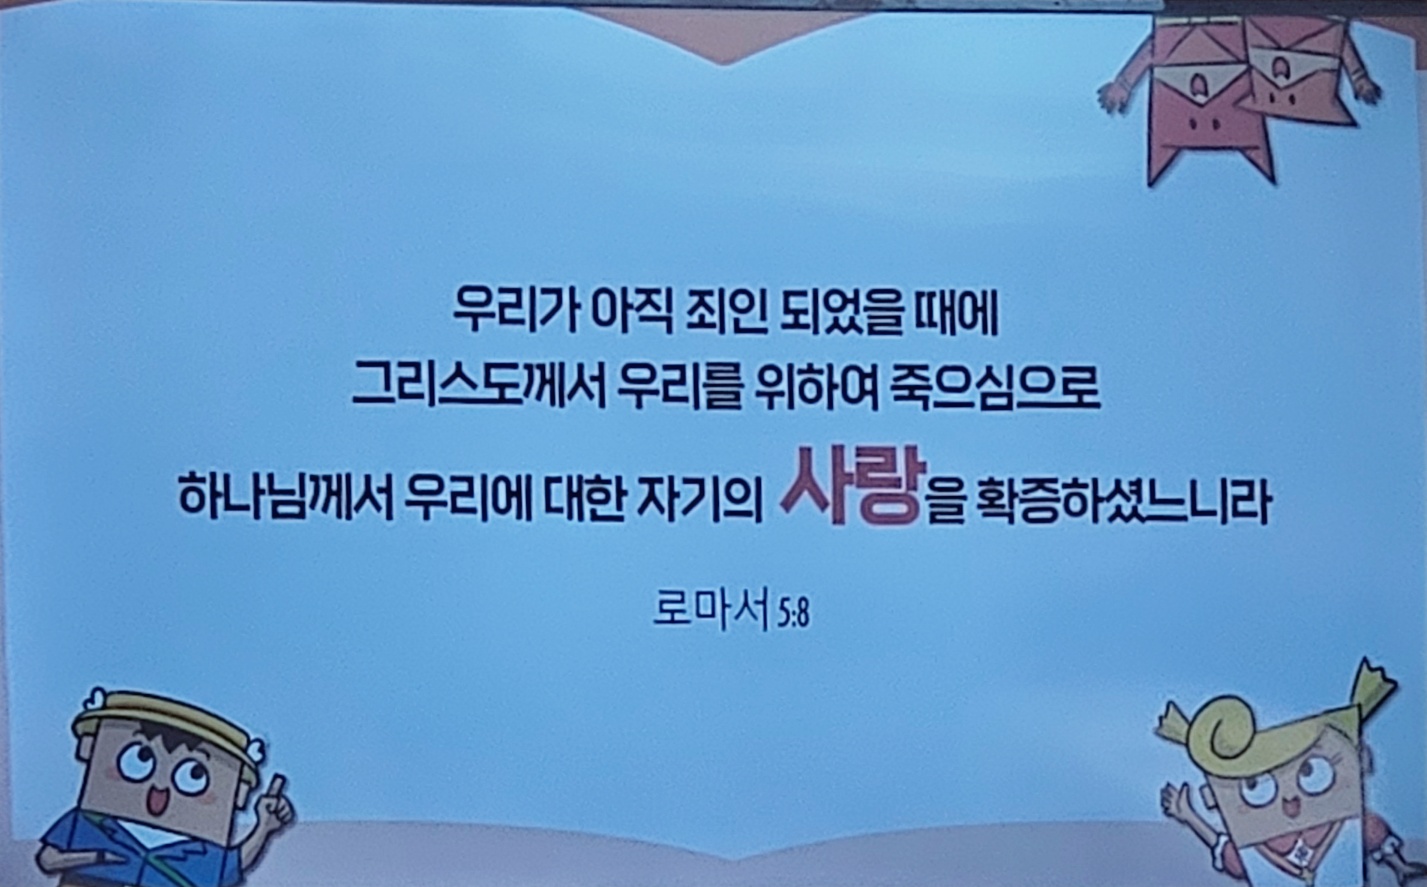 우리가 아직 죄인 되었을 때에
그리스도께서 우리를 위하여 죽으심으로
하나님께서 우리에 대한 자기의 사랑을 확증하셨느니라
로마서 5:8